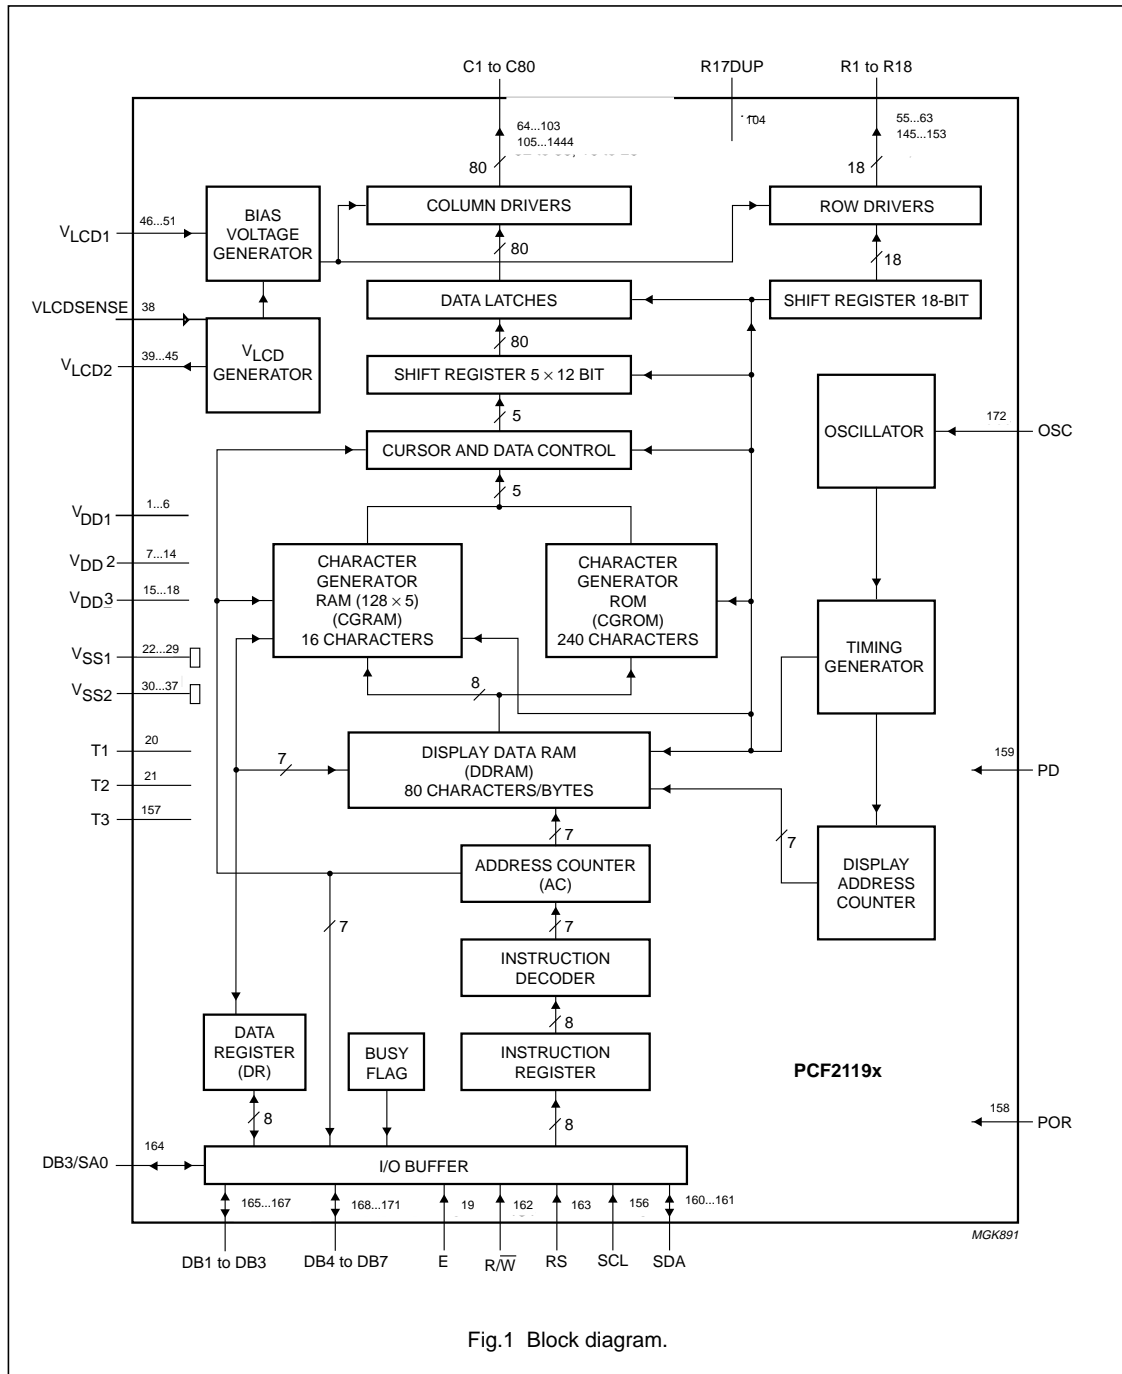 C1 to C80
R17DUP
R1 to R18
64...103
105...1444
104
55...63
145...153
80
18
BIAS
VOLTAGE
GENERATOR
COLUMN DRIVERS
ROW DRIVERS
VLCD1
46...51
80
18
VLCDSENSE
38
DATA LATCHES
SHIFT REGISTER 18-BIT
80
VLCD2
39...45
VLCD
GENERATOR
SHIFT REGISTER 5 × 12 BIT
5
OSCILLATOR
172
OSC
CURSOR AND DATA CONTROL
5
VDD1
1...6
VDD2
7...14
VDD3
15...18
VSS1
22...29
VSS2
30...37
CHARACTER
GENERATOR
RAM (128 × 5)
(CGRAM)
16 CHARACTERS
CHARACTER
GENERATOR
ROM
(CGROM)
240 CHARACTERS
TIMING
GENERATOR
8
T1
20
T2
21
T3
157
7
DISPLAY DATA RAM
(DDRAM)
80 CHARACTERS/BYTES
159
PD
7
7
ADDRESS COUNTER
(AC)
DISPLAY
ADDRESS
COUNTER
7
7
INSTRUCTION
DECODER
8
DATA
REGISTER
(DR)
BUSY
FLAG
INSTRUCTION
REGISTER
PCF2119x
8
8
158
POR
DB3/SA0
164
I/O BUFFER
165...167
168...171
19
162
163
156
160...161
DB1 to DB3
DB4 to DB7
E
R/W̅
RS
SCL
SDA
MGK891
Fig.1 Block diagram.